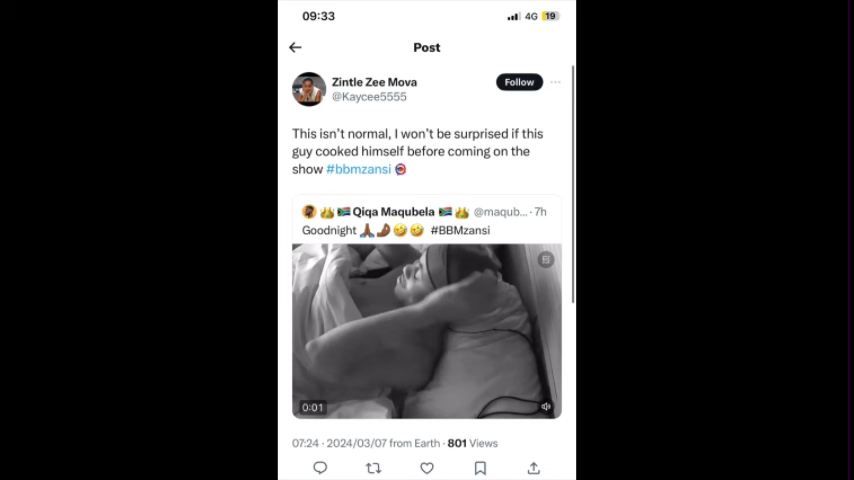 09:33
4G 19
Post
Zintle Zee Mova
@Kaycee5555
Follow
This isn't normal, I won't be surprised if this
guy cooked himself before coming on the
show #bbmzansi
👑 🇿🇦 Qiqa Maqubela 🇿🇦 👑 @maqub... · 7h
Goodnight 🙏🏾🤌🏾🤣🤣 #BBMzansi
0:01
07:24 · 2024/03/07 from Earth · 801 Views